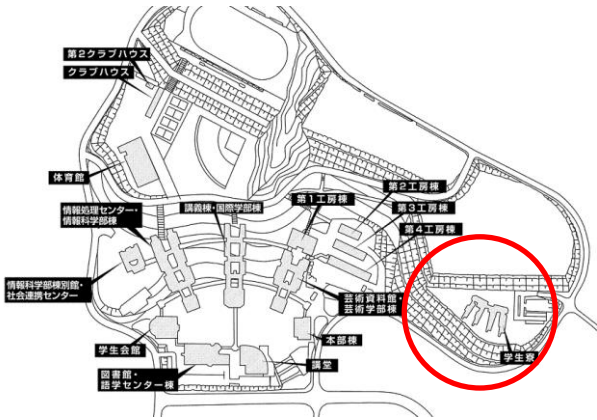 第2クラブハウス
クラブハウス
体育館
情報処理センター・
情報科学部棟
講義棟・国際学部棟
第1工房棟
第2工房棟
第3工房棟
第4工房棟
情報科学部棟別館・
社会連携センター
芸術資料館・
芸術学部棟
学生会館
本部棟
図書館・
語学センター棟
講堂
学生寮